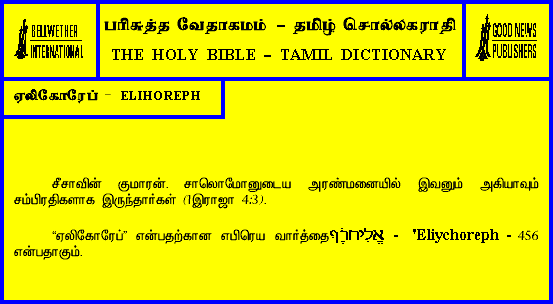 BELLWETHER
INTERNATIONAL
பரிசுத்த வேதாகமம் – தமிழ் சொல்லகராதி
THE HOLY BIBLE – TAMIL DICTIONARY
GOOD NEWS
PUBLISHERS
ஏலிகோரேப் - ELIHOREPH
சீசாவின் குமாரன். சாலொமோனுடைய அரண்மனையில் இவனும் அகியாவும்
சம்பிரதிகளாக இருந்தார்கள் (1இராஜா 4:3).
“ஏலிகோரேப்” என்பதற்கான எபிரெய வார்த்தை אֱלִיחֹרֶף - 'Eliychoreph - 456
என்பதாகும்.